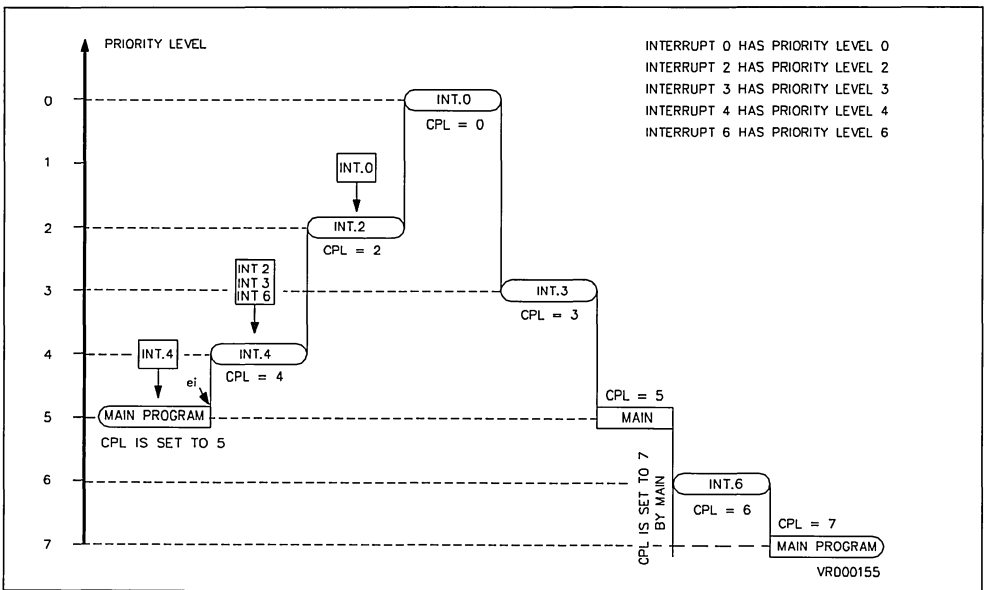 PRIORITY LEVEL
INTERRUPT 0 HAS PRIORITY LEVEL 0
INTERRUPT 2 HAS PRIORITY LEVEL 2
INTERRUPT 3 HAS PRIORITY LEVEL 3
INTERRUPT 4 HAS PRIORITY LEVEL 4
INTERRUPT 6 HAS PRIORITY LEVEL 6
0
INT.0
CPL = 0
1
INT.0
2
INT.2
CPL = 2
INT 2
INT 3
INT 6
3
INT.3
CPL = 3
4
INT.4
INT.4
CPL = 4
ei
CPL = 5
5
MAIN PROGRAM
MAIN
CPL IS SET TO 5
CPL IS SET TO 7
BY MAIN
6
INT.6
CPL = 6
CPL = 7
7
MAIN PROGRAM
VR000155